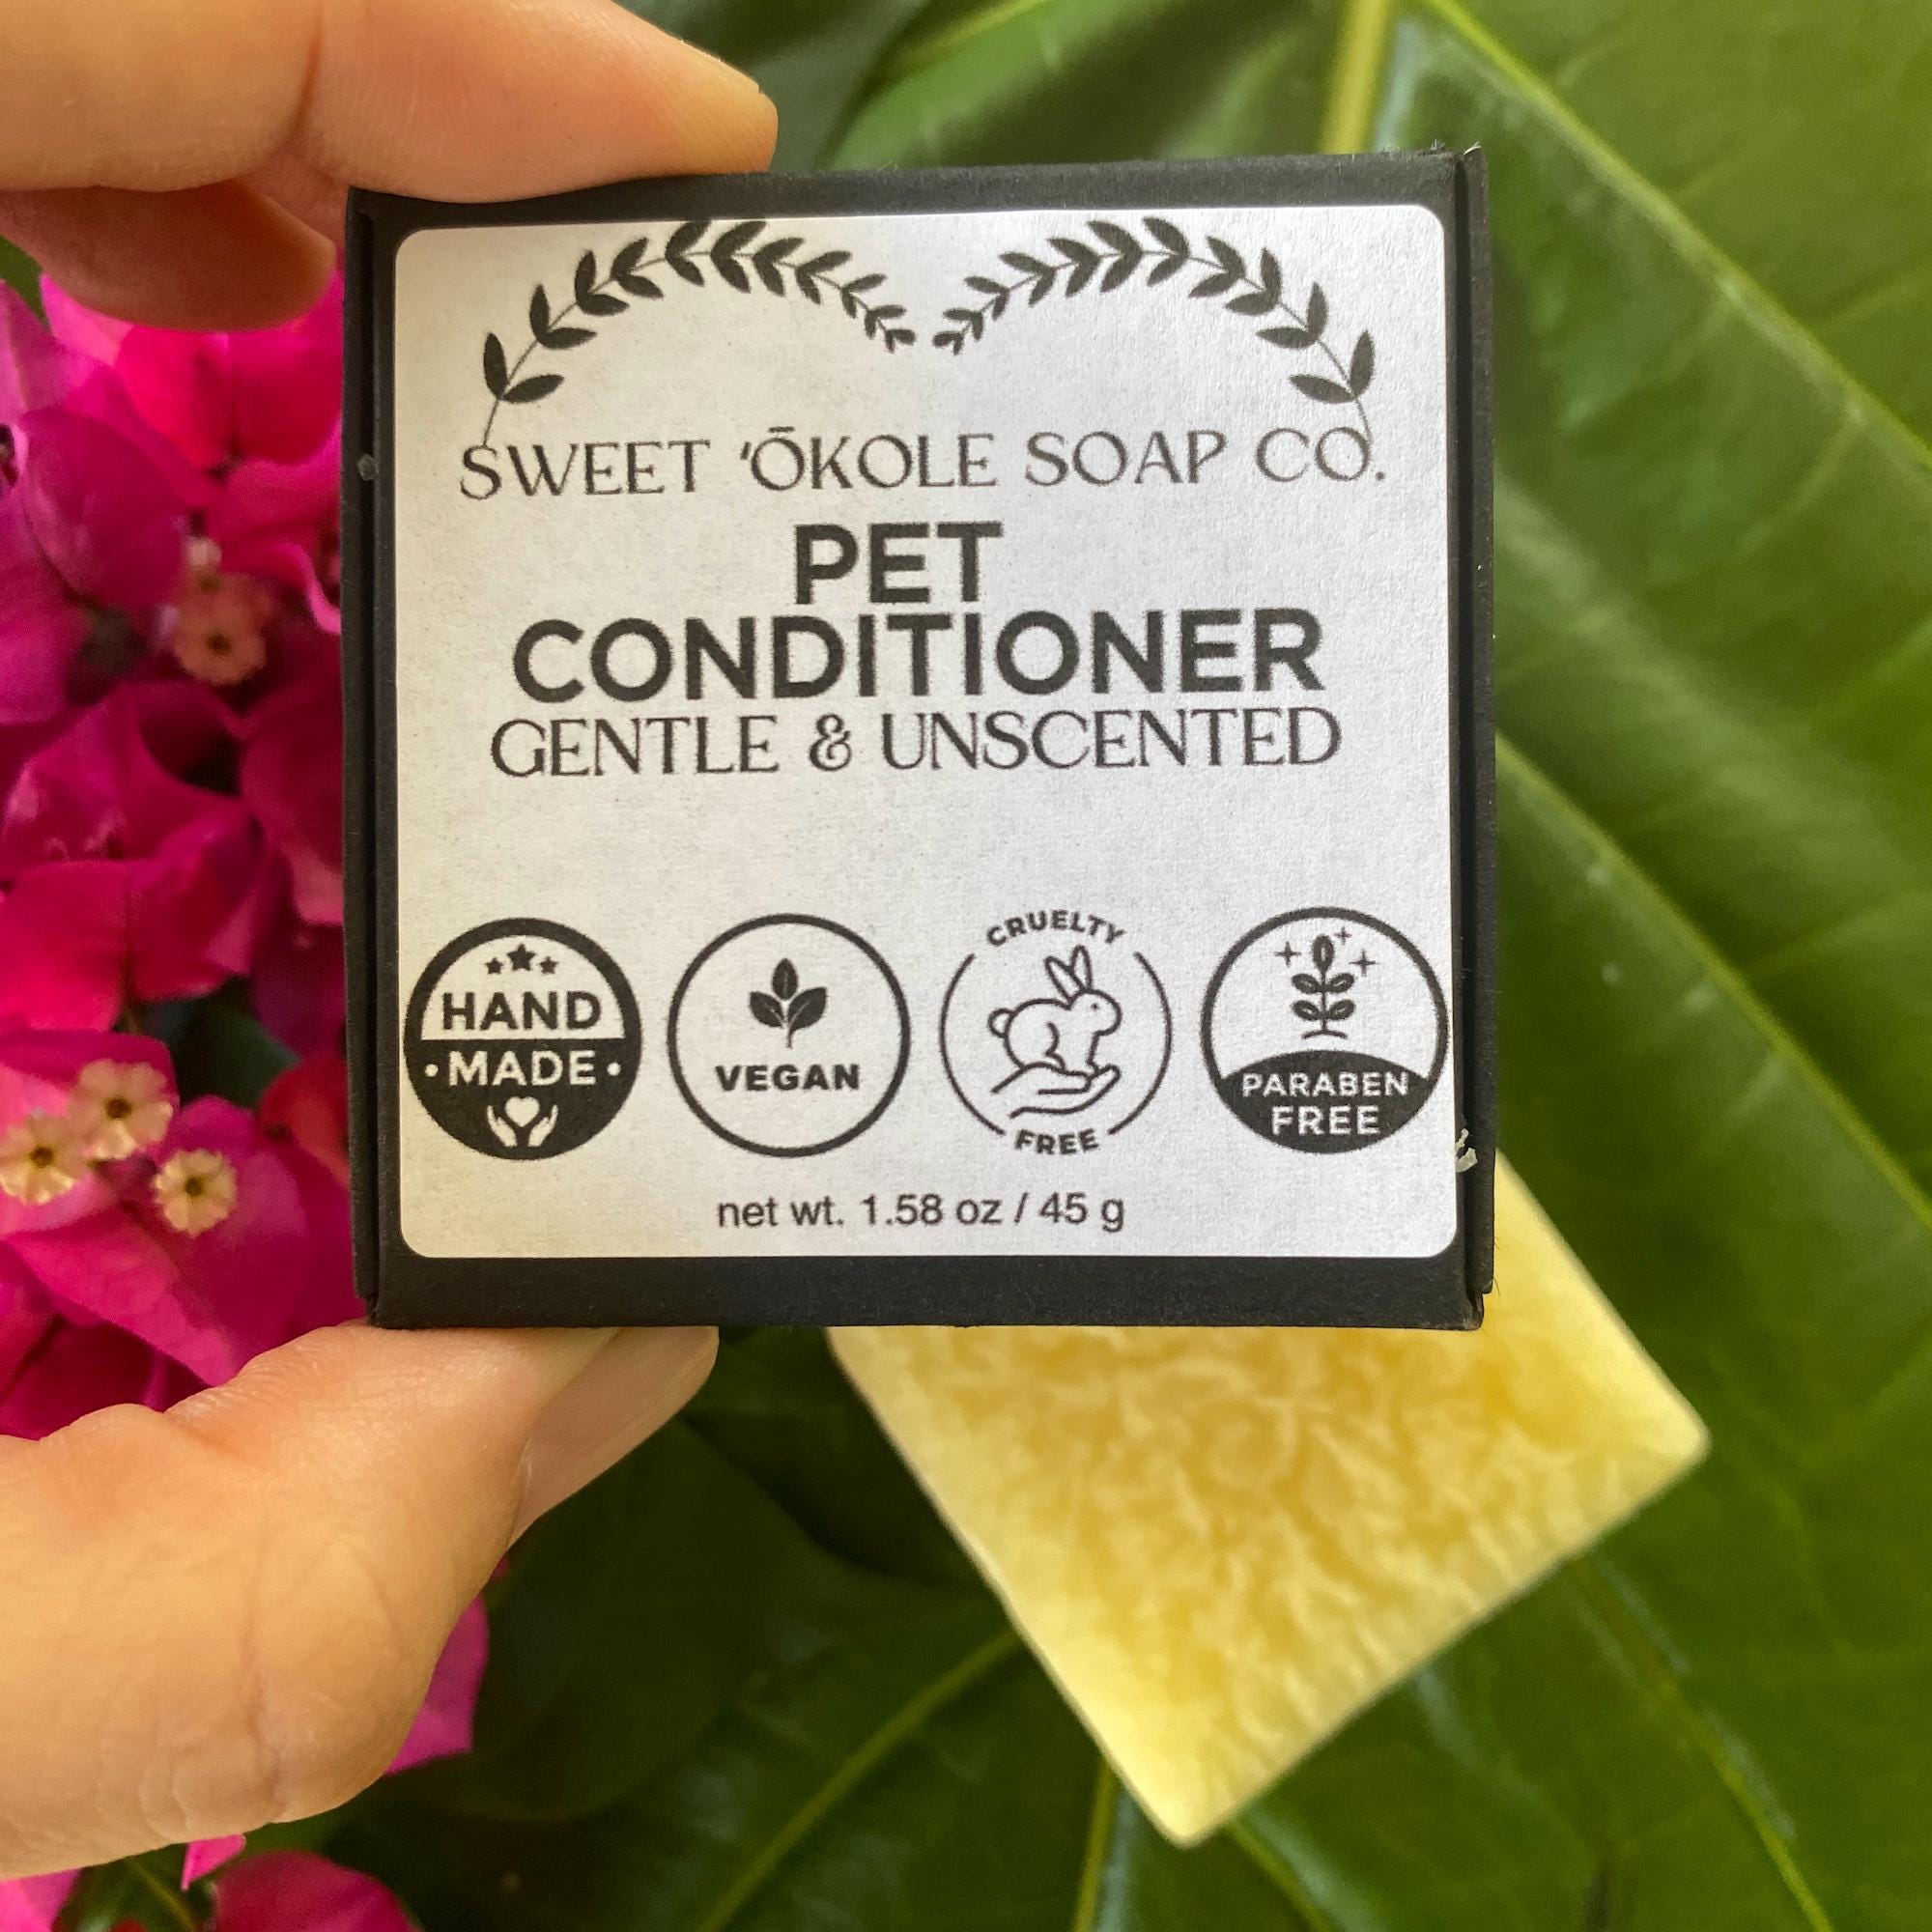 SWEET ‘ŌKOLE SOAP CO.
PET
CONDITIONER
GENTLE & UNSCENTED
HAND
MADE
VEGAN
CRUELTY
FREE
PARABEN
FREE
net wt. 1.58 oz / 45 g